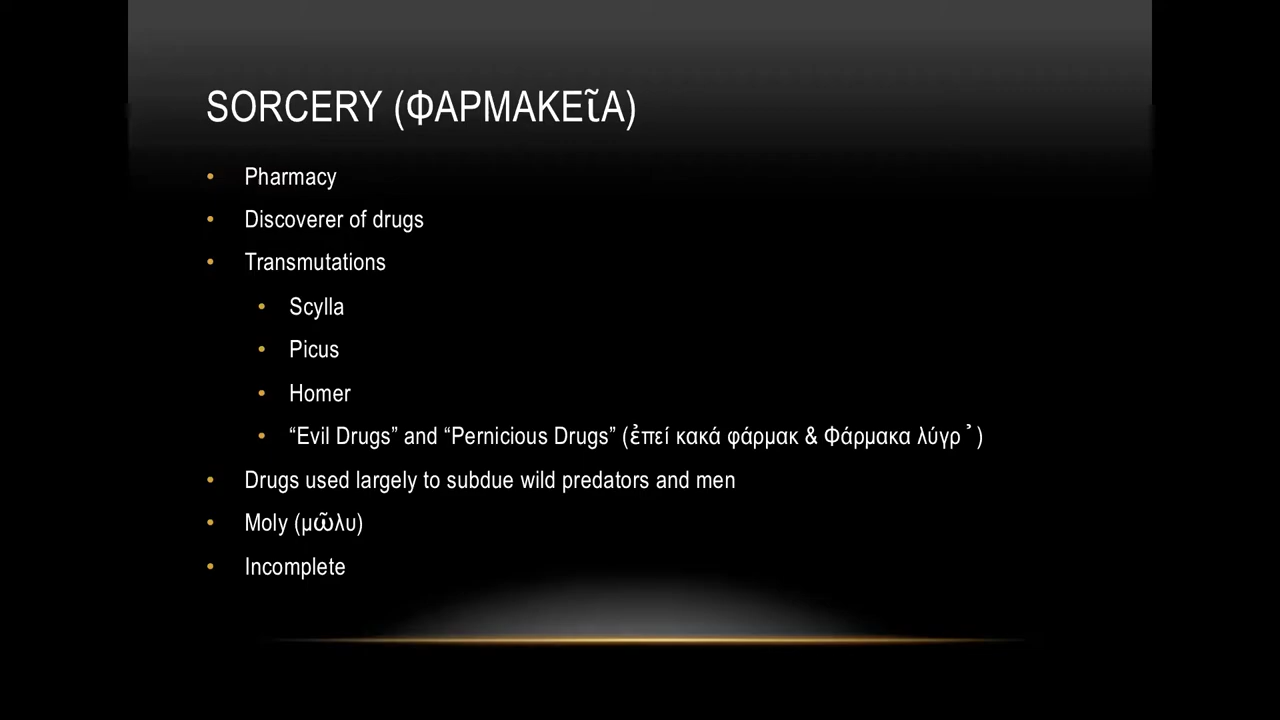 SORCERY (ΦΑΡΜΑΚΕῖΑ)
• Pharmacy
• Discoverer of drugs
• Transmutations
• Scylla
• Picus
• Homer
• “Evil Drugs” and “Pernicious Drugs” (ἐπεί κακά φάρμακ & Φάρμακα λύγρ᾽)
• Drugs used largely to subdue wild predators and men
• Moly (μῶλυ)
• Incomplete